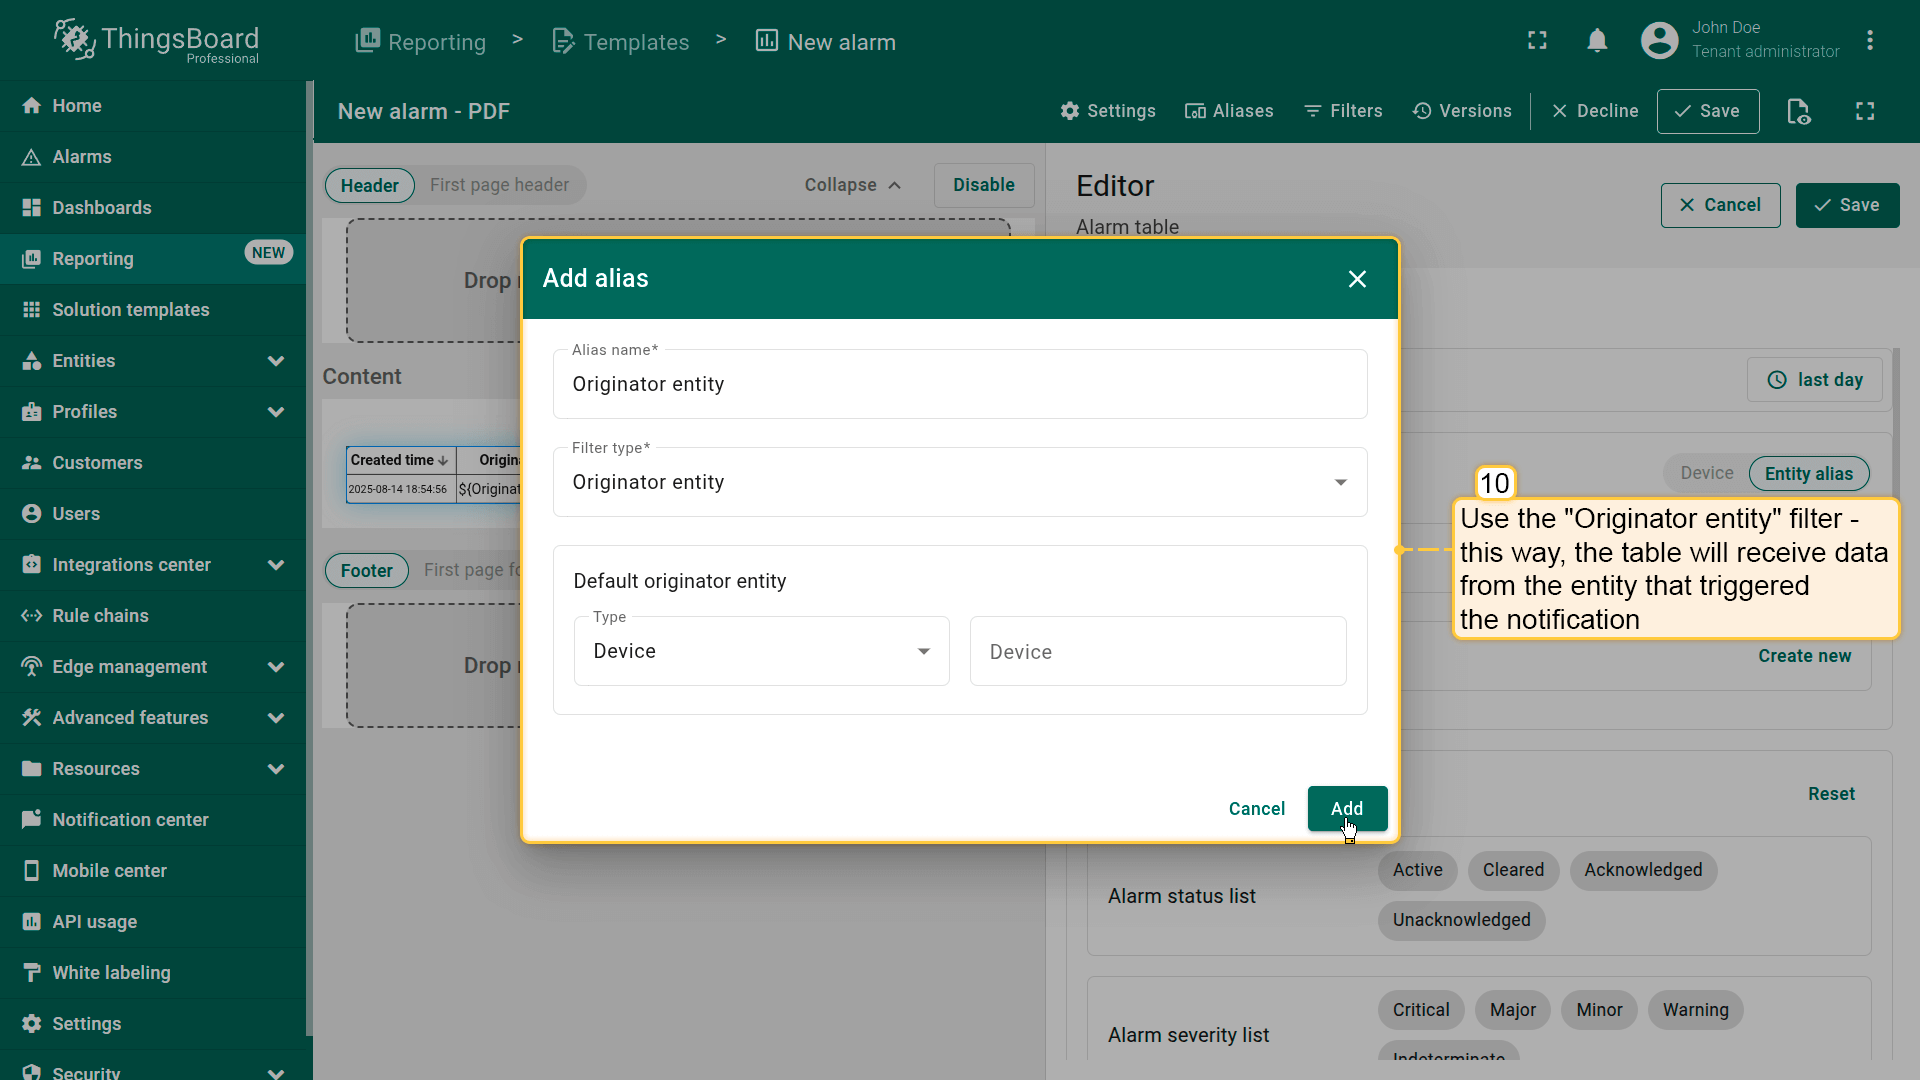 ThingsBoard
Professional
Reporting > Templates > New alarm
John Doe
Tenant administrator
Home
Alarms
Dashboards
Reporting NEW
Solution templates
Entities
Profiles
Customers
Users
Integrations center
Rule chains
Edge management
Advanced features
Resources
Notification center
Mobile center
API usage
White labeling
Settings
Security
New alarm - PDF
Settings Aliases Filters Versions Decline Save
Header First page header Collapse Disable
Drop
Content
Created time Origin
2025-08-14 18:54:56 ${Originat
Footer First page fo
Drop
Editor
Alarm table
Cancel Save
last day
Device Entity alias
Create new
Reset
Alarm status list
Active Cleared Acknowledged
Unacknowledged
Alarm severity list
Critical Major Minor Warning
Indeterminate
Add alias
Alias name*
Originator entity
Filter type*
Originator entity
Default originator entity
Type
Device
Device
Cancel Add
10
Use the "Originator entity" filter -
this way, the table will receive data
from the entity that triggered
the notification